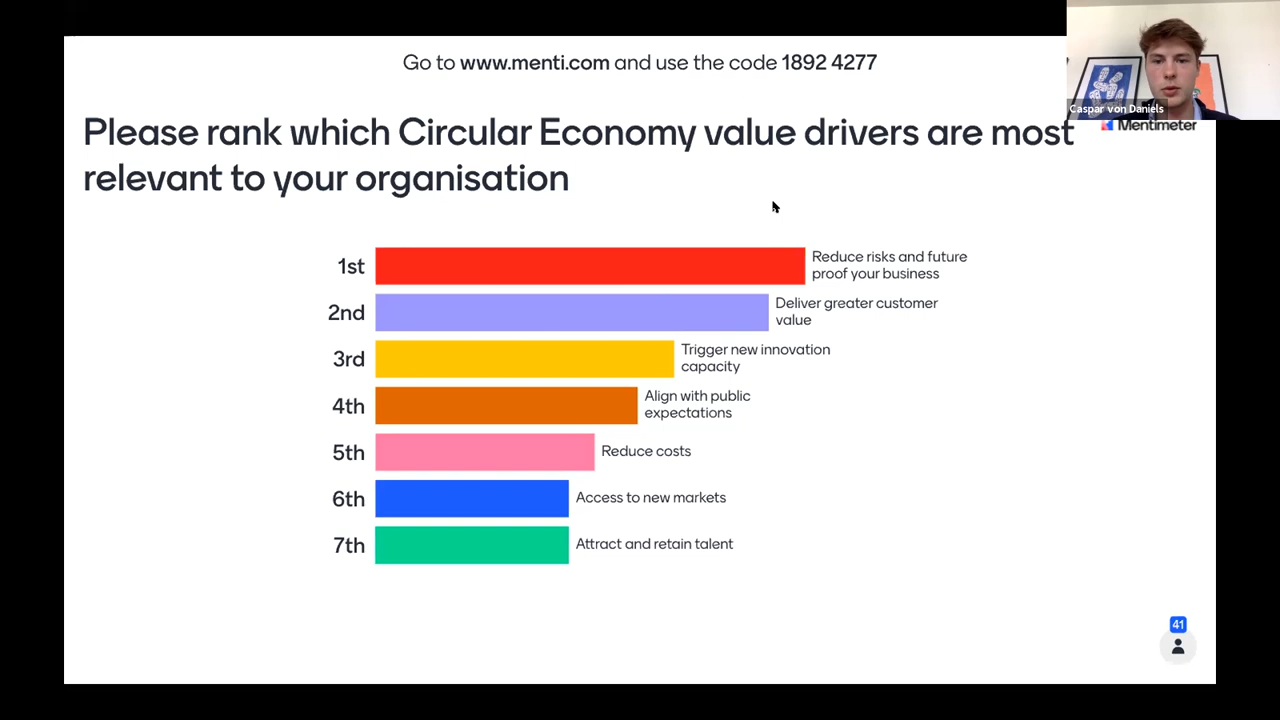 Go to www.menti.com and use the code 1892 4277
Caspar von Daniels
Mentimeter
Please rank which Circular Economy value drivers are most
relevant to your organisation
1st
Reduce risks and future
proof your business
2nd
Deliver greater customer
value
3rd
Trigger new innovation
capacity
4th
Align with public
expectations
5th
Reduce costs
6th
Access to new markets
7th
Attract and retain talent
41